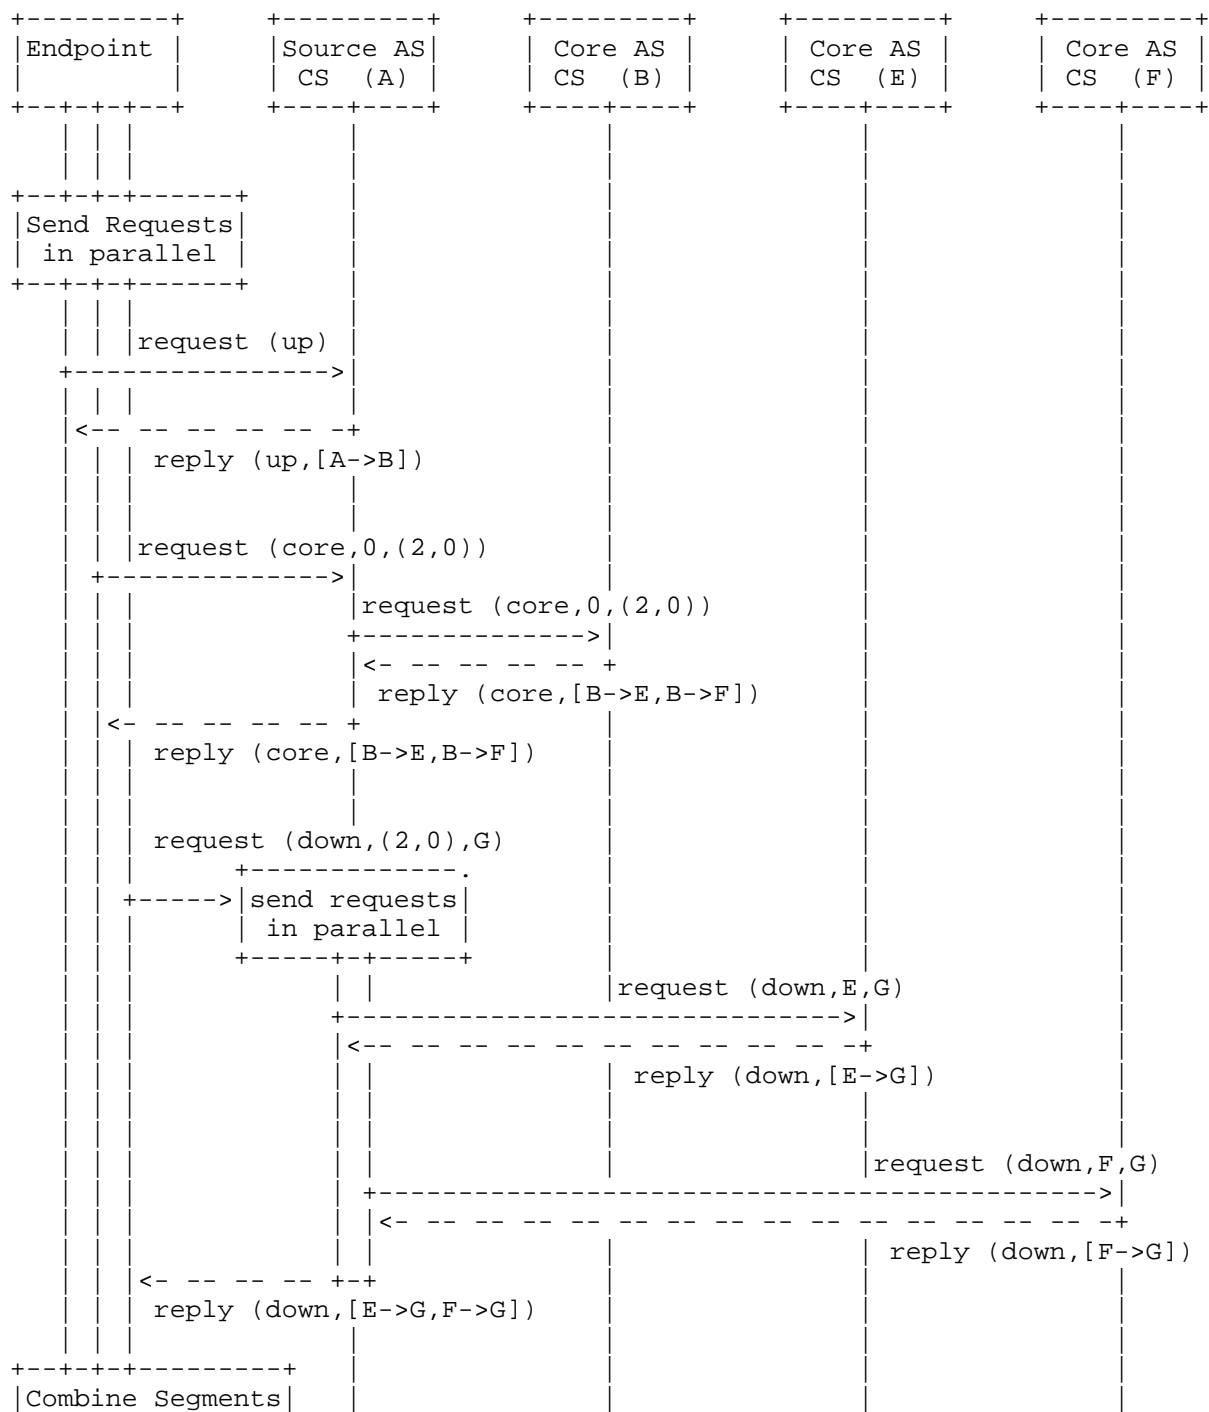 Endpoint Source AS Core AS Core AS Core AS
CS (A) CS (B) CS (E) CS (F)
Send Requests
in parallel
request (up)
reply (up,[A->B])
request (core,0,(2,0))
request (core,0,(2,0))
reply (core,[B->E,B->F])
reply (core,[B->E,B->F])
request (down,(2,0),G)
send requests
in parallel
request (down,E,G)
reply (down,[E->G])
request (down,F,G)
reply (down,[F->G])
reply (down,[E->G,F->G])
Combine Segments